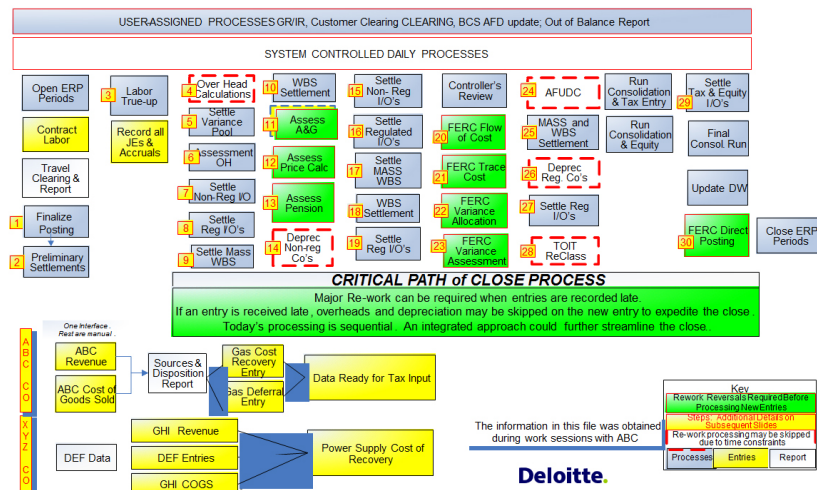 USER-ASSIGNED PROCESSES GR/IR, Customer Clearing CLEARING, BCS AFD update; Out of Balance Report
SYSTEM CONTROLLED DAILY PROCESSES
Open ERP
Periods
Contract
Labor
Travel
Clearing &
Report
1
Finalize
Posting
2
Preliminary
Settlements
3
Labor
True-up
Record all
JEs &
Accruals
4
Over Head
Calculations
5
Settle
Variance
Pool
6
Assessment
OH
7
Settle
Non-Reg I/O
8
Settle
Reg I/O'S
9
Settle Mass
WBS
10
WBS
Settlement
11
Assess
A&G
12
Assess
Price Calc
13
Assess
Pension
14
Deprec
Non-reg
Co's
15
Settle
Non- Reg
I/O's
16
Settle
Regulated
I/O's
17
Settle
MASS
WBS
18
WBS
Settlement
19
Settle
Reg I/O's
Controller's
Review
20
FERC Flow
of Cost
21
FERC Trace
Cost
22
FERC
Variance
Allocation
23
FERC
Variance
Assessment
24
AFUDC
25
MASS and
WBS
Settlement
26
Deprec
Reg. Co's
27
Settle Reg
I/O's
28
TOIT
ReClass
Run
Consolidation
& Tax Entry
Run
Consolidation
& Equity
29
Settle
Tax & Equity
I/O's
Final
Consol. Run
Update DW
30
FERC Direct
Posting
Close ERP
Periods
CRITICAL PATH of CLOSE PROCESS
Major Re-work can be required when entries are recorded late.
If an entry is received late, overheads and depreciation may be skipped on the new entry to expedite the close.
Today's processing is sequential. An integrated approach could further streamline the close..
One Interface.
Rest are manual.
ABC CO
ABC
Revenue
ABC Cost of
Goods Sold
Sources &
Disposition
Report
Gas Cost
Recovery
Entry
Gas Deferral
Entry
Data Ready for Tax Input
XYZ CO
DEF Data
GHI Revenue
DEF Entries
GHI COGS
Power Supply Cost of
Recovery
The information in this file was obtained
during work sessions with ABC
Deloitte.
Key
Rework Reversals Required Before
Processing New Entries
Steps: Additional Details on
Subsequent Slides
Re-work processing may be skipped
due to time constraints
Processes
Entries
Report